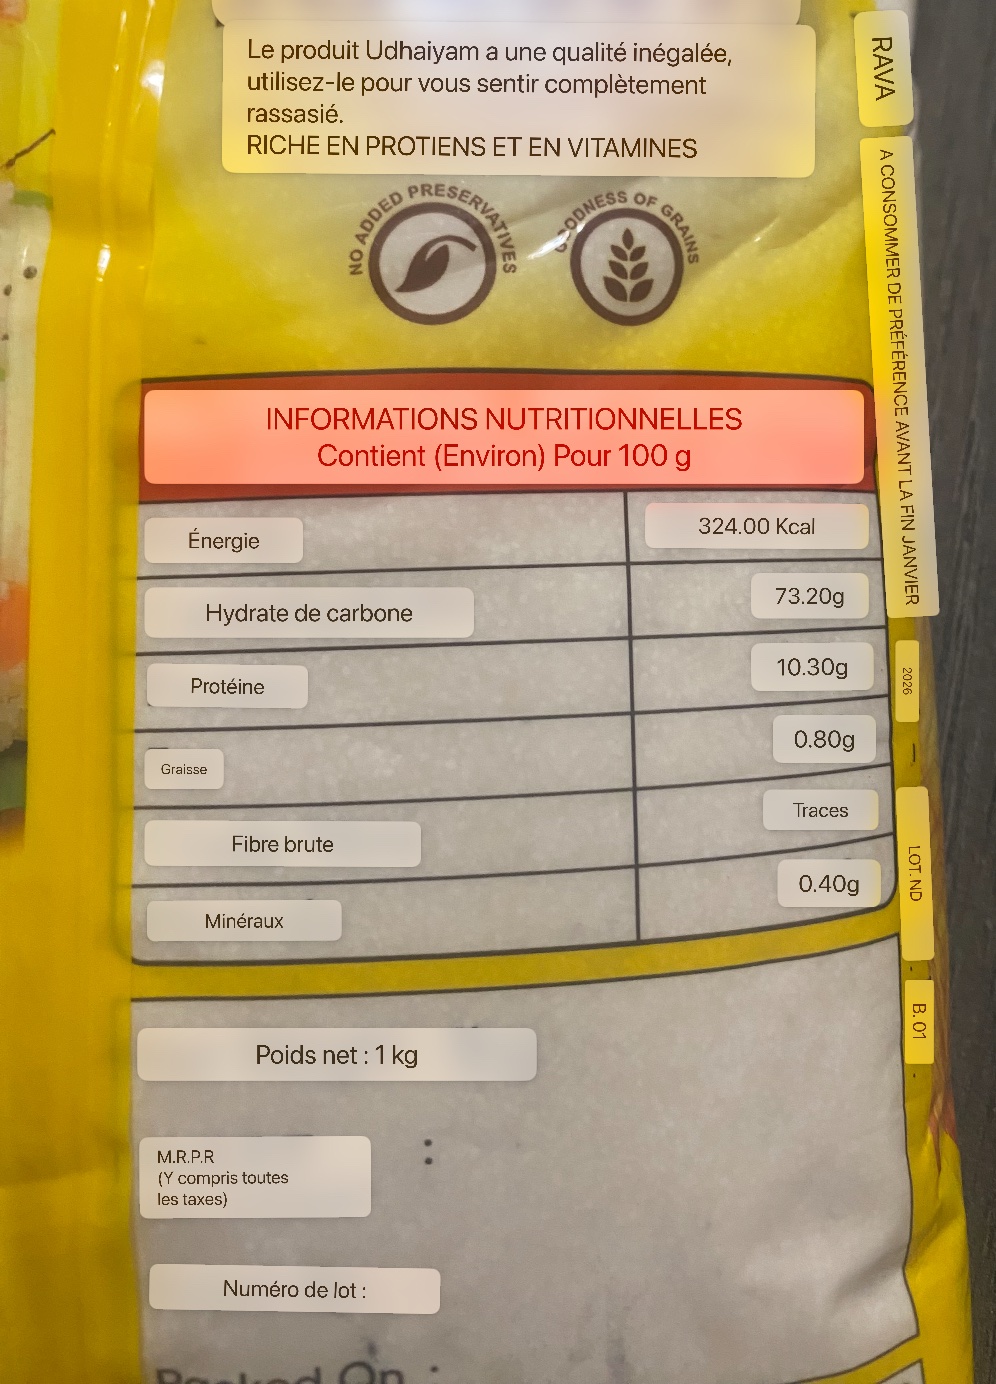 Le produit Udhaiyam a une qualité inégalée,
utilisez-le pour vous sentir complètement
rassasié.
RICHE EN PROTIENS ET EN VITAMINES
NO ADDED PRESERVATIVES
GOODNESS OF GRAINS
INFORMATIONS NUTRITIONNELLES
Contient (Environ) Pour 100 g
Énergie 324.00 Kcal
Hydrate de carbone 73.20g
Protéine 10.30g
Graisse 0.80g
Fibre brute Traces
Minéraux 0.40g
Poids net : 1 kg
M.R.P.R :
(Y compris toutes
les taxes)
Numéro de lot :
Packed On :
RAVA
A CONSOMMER DE PRÉFÉRENCE AVANT LA FIN JANVIER
2026
LOT. ND
B. 01